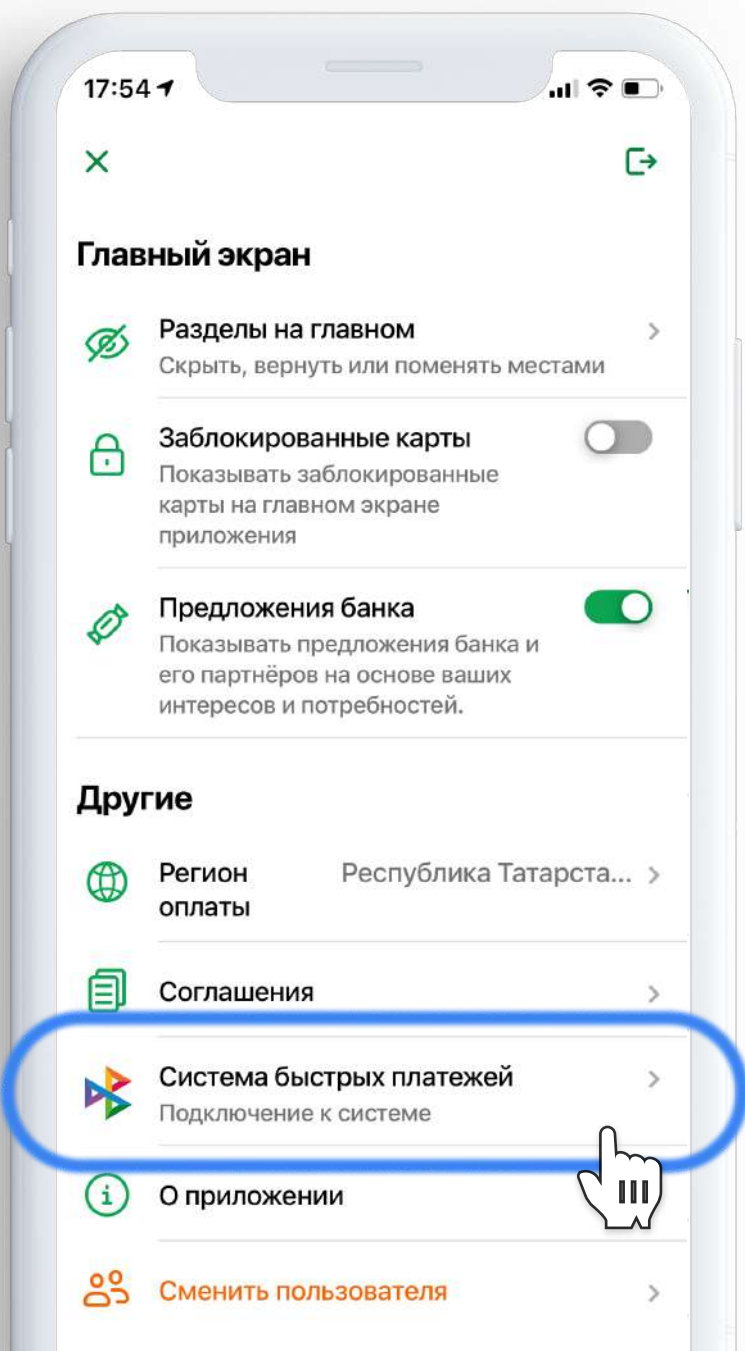 17:54
Главный экран
Разделы на главном
Скрыть, вернуть или поменять местами
Заблокированные карты
Показывать заблокированные
карты на главном экране
приложения
Предложения банка
Показывать предложения банка и
его партнёров на основе ваших
интересов и потребностей.
Другие
Регион
оплаты
Республика Татарста...
Соглашения
Система быстрых платежей
Подключение к системе
О приложении
Сменить пользователя